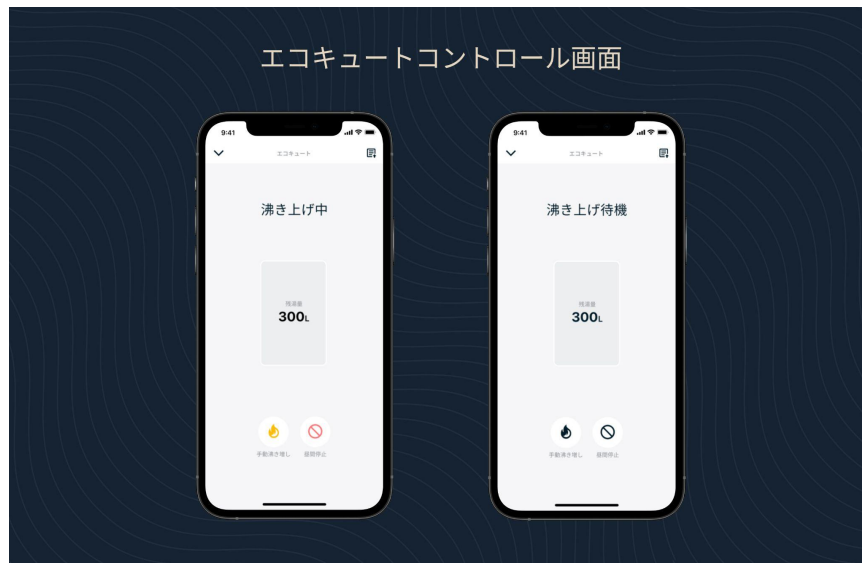 エコキュートコントロール画面
9:41
エコキュート
沸き上げ中
残湯量
300L
手動沸き増し
昼間停止
9:41
エコキュート
沸き上げ待機
残湯量
300L
手動沸き増し
昼間停止